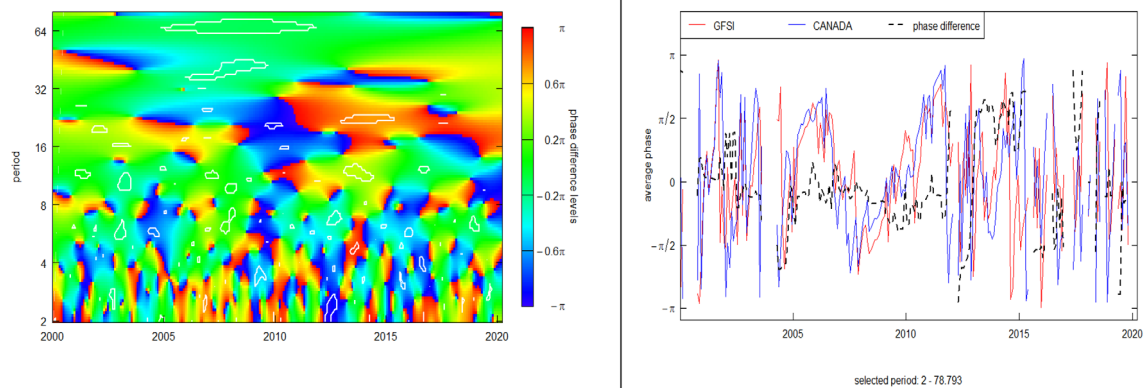 64
32
16
8
4
2
period
2000
2005
2010
2015
2020
π
0.6π
0.2π
−0.2π
−0.6π
−π
phase difference levels
GFSI
CANADA
phase difference
π
π/2
0
−π/2
−π
average phase
2005
2010
2015
2020
selected period: 2 - 78.793